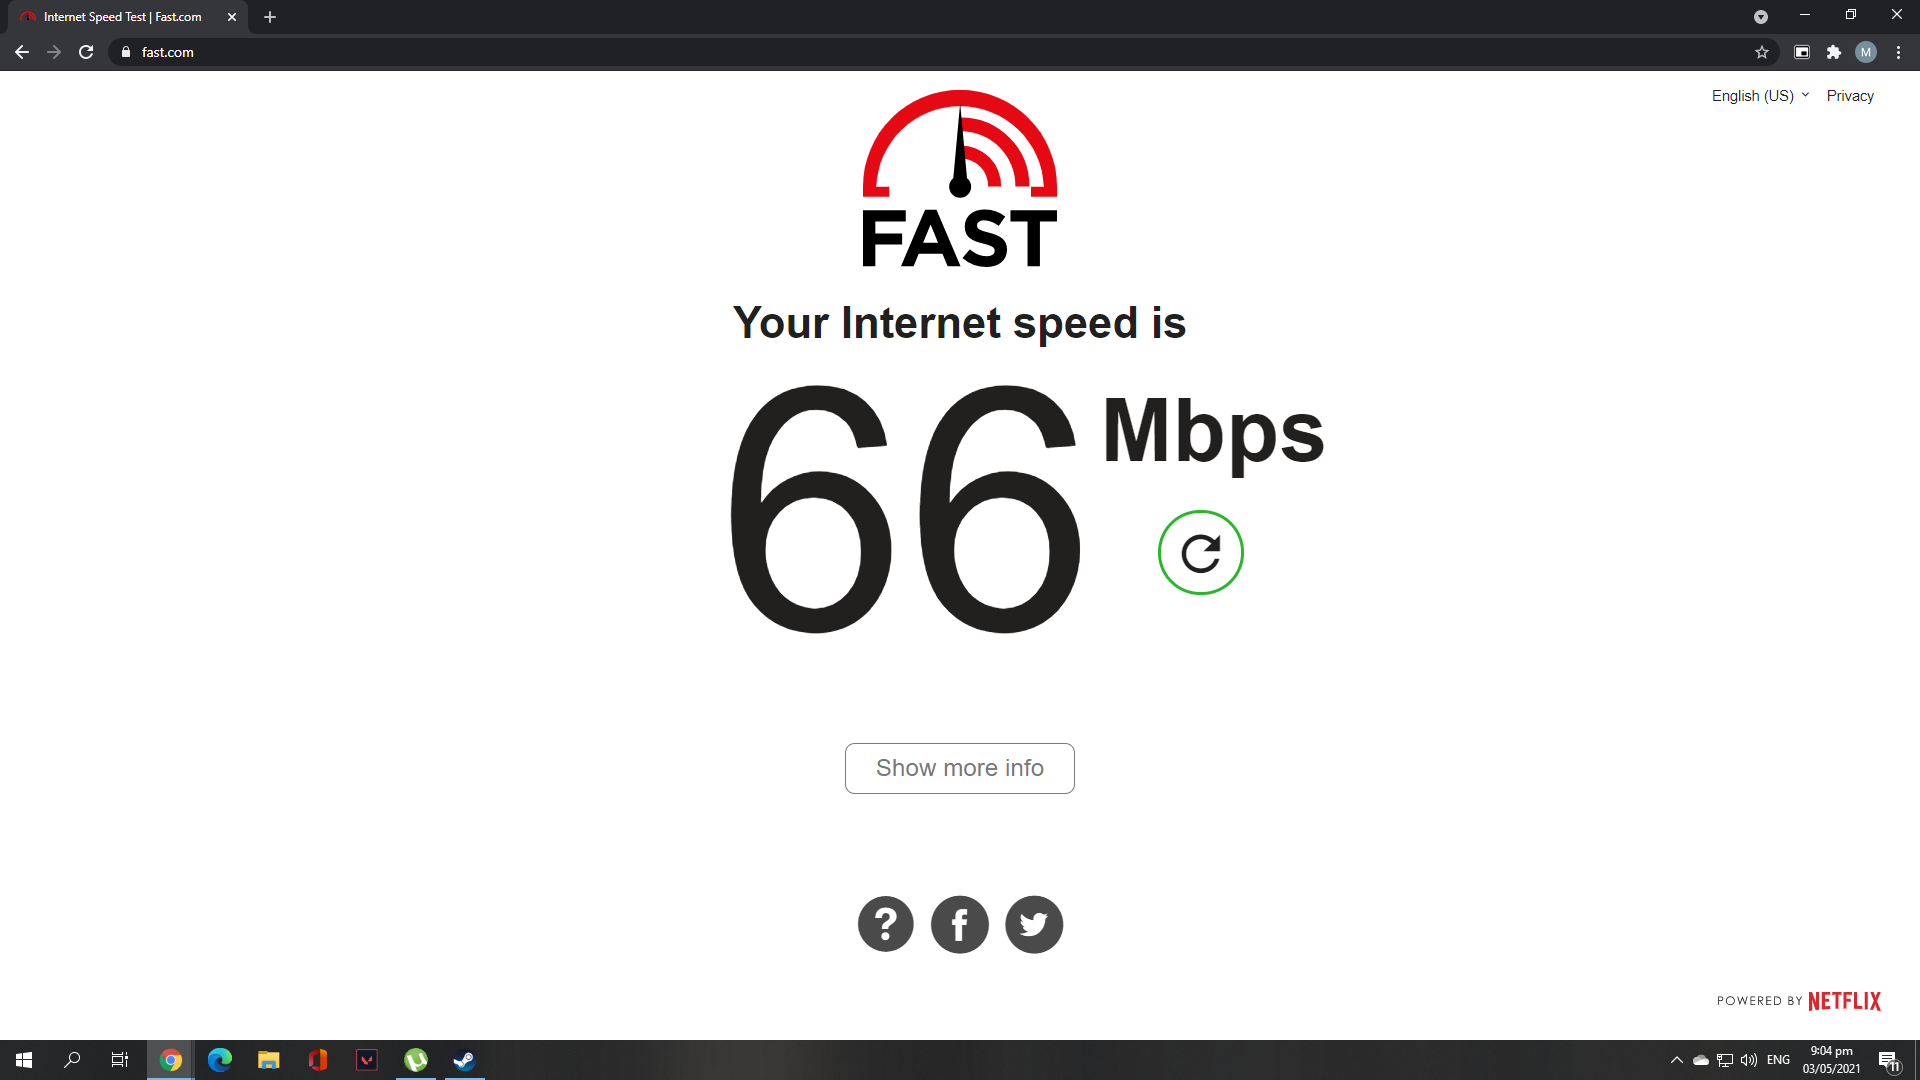 Internet Speed Test | Fast.com
fast.com
M
English (US) Privacy
FAST
Your Internet speed is
66 Mbps
Show more info
?
f
POWERED BY NETFLIX
ENG
9:04 pm
03/05/2021
11